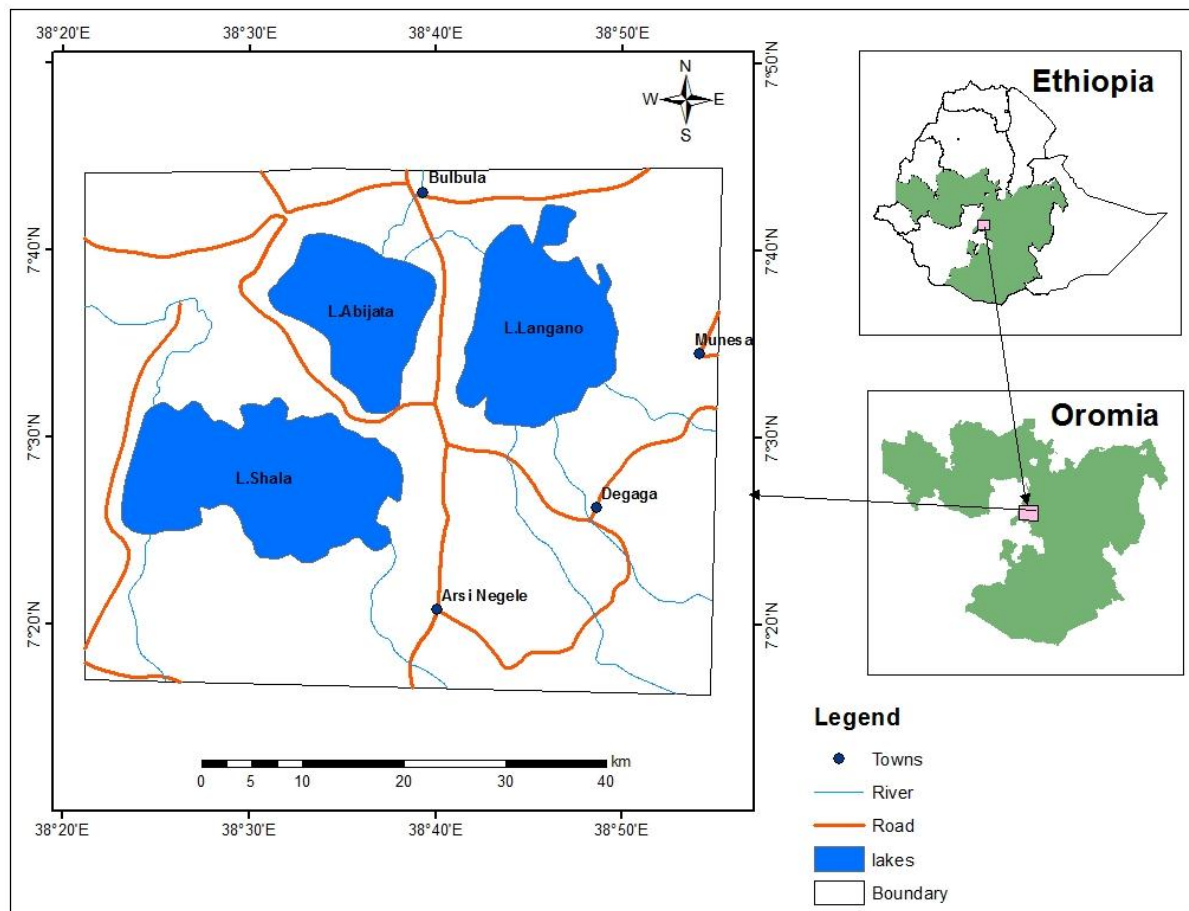 38°20'E 38°30'E 38°40'E 38°50'E
7°50'N
7°40'N 7°40'N
7°30'N 7°30'N
7°20'N 7°20'N
N
W E
S
Bulbula
L.Abijata
L.Langano
Munesa
L.Shala
Degaga
Arsi Negele
0 5 10 20 30 40 km
38°20'E 38°30'E 38°40'E 38°50'E
Ethiopia
Oromia
Legend
Towns
River
Road
lakes
Boundary